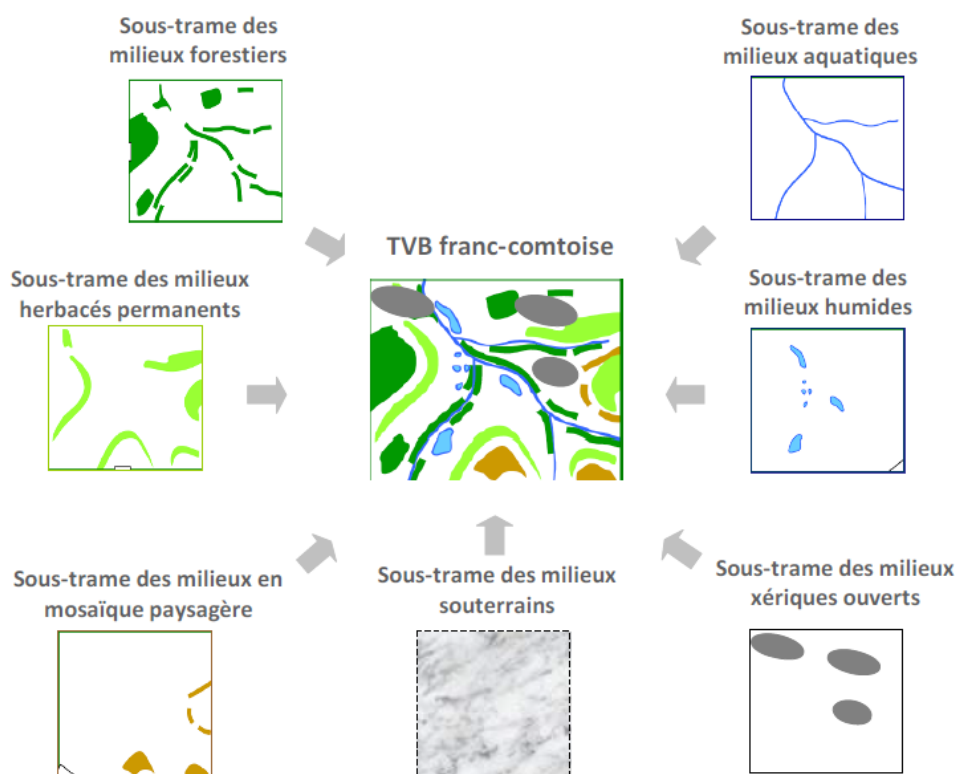 Sous-trame des
milieux forestiers
Sous-trame des
milieux aquatiques
TVB franc-comtoise
Sous-trame des milieux
herbacés permanents
Sous-trame des
milieux humides
Sous-trame des milieux en
mosaïque paysagère
Sous-trame des milieux
souterrains
Sous-trame des milieux
xériques ouverts